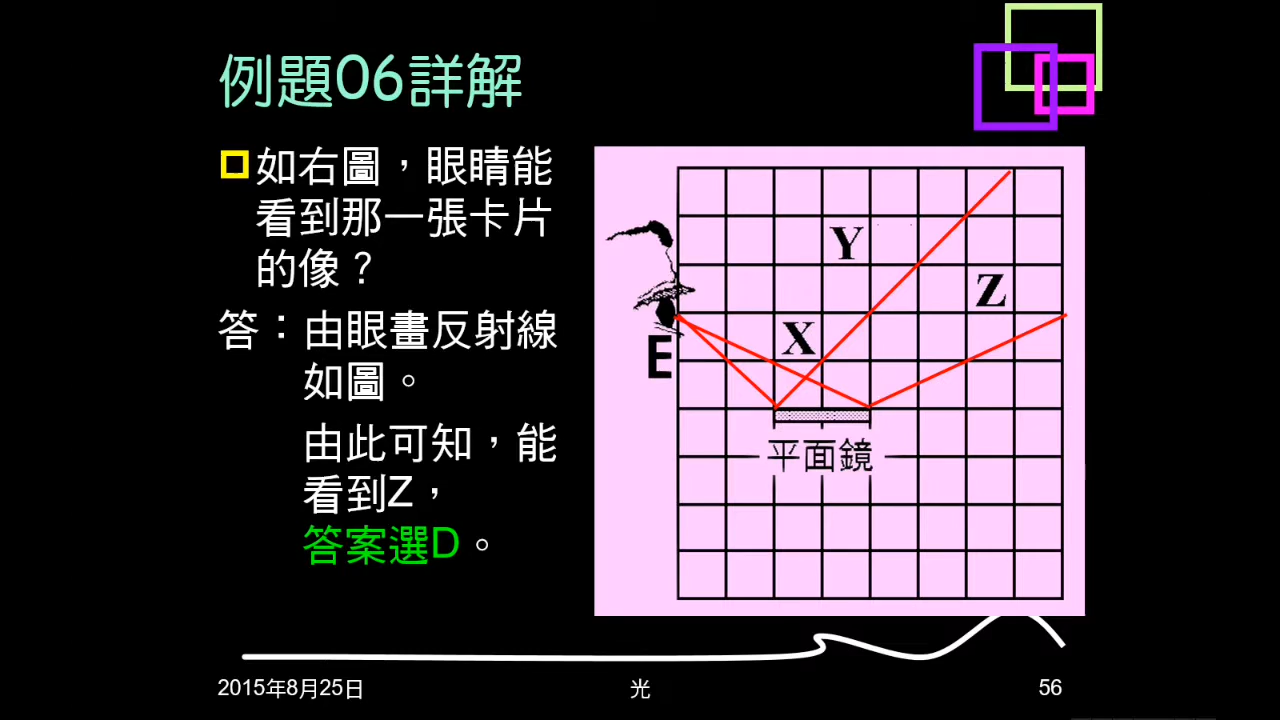 例題06詳解
如右圖，眼睛能
看到那一張卡片
的像？
答：由眼畫反射線
如圖。
由此可知，能
看到Z，
答案選D。
Y
Z
X
E
平面鏡
2015年8月25日
光
56